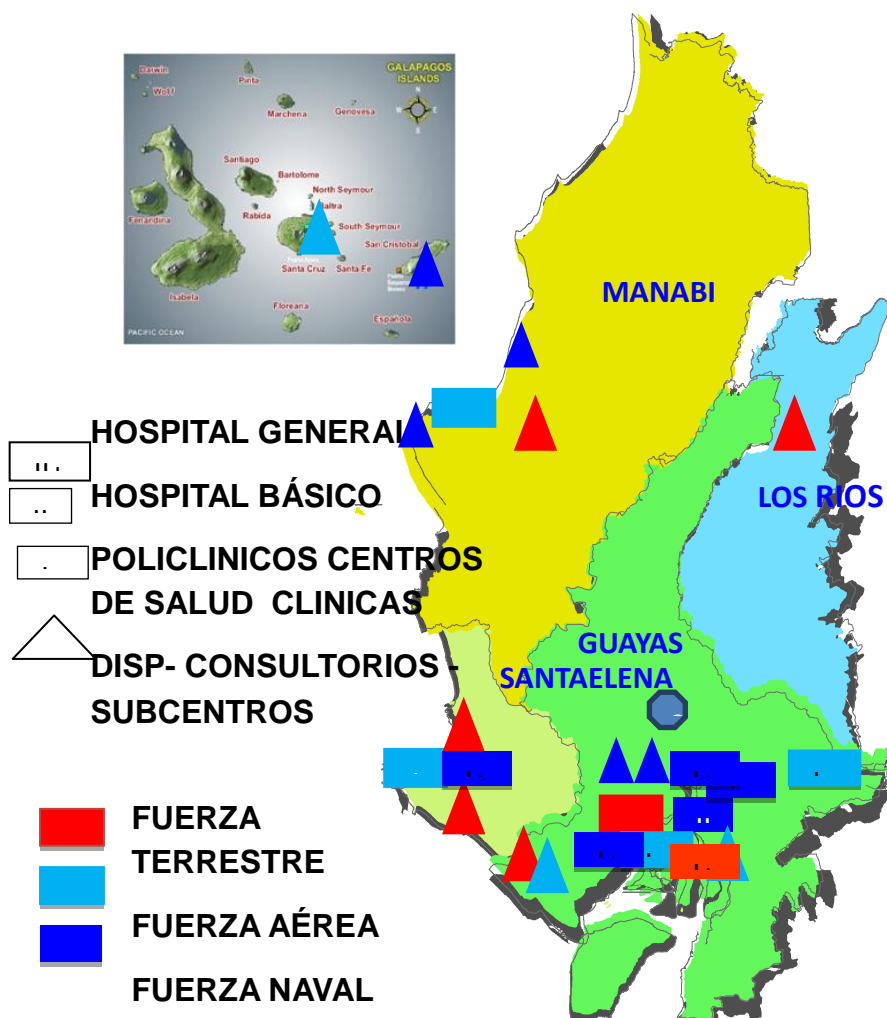 GALAPAGOS
ISLANDS
N
W
E
S
Darwin
Wolf
Pinta
Marchena
Genovesa
Santiago
Bartolome
North Seymour
Rabida
Fernandina
South Seymour
San Cristobal
Santa Cruz
Santa Fe
Isabela
Floreana
Española
PACIFIC OCEAN
MANABI
LOS RIOS
GUAYAS
SANTAELENA
HOSPITAL GENERAL
HOSPITAL BÁSICO
POLICLINICOS CENTROS
DE SALUD CLINICAS
DISP- CONSULTORIOS -
SUBCENTROS
FUERZA
TERRESTRE
FUERZA AÉREA
FUERZA NAVAL